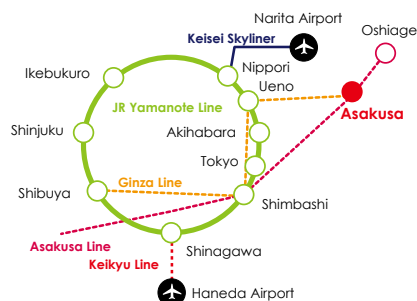 Narita Airport
Oshiage
Keisei Skyliner
Nippori
Ikebukuro
Ueno
JR Yamanote Line
Asakusa
Shinjuku
Akihabara
Tokyo
Ginza Line
Shibuya
Shimbashi
Asakusa Line
Shinagawa
Keikyu Line
Haneda Airport